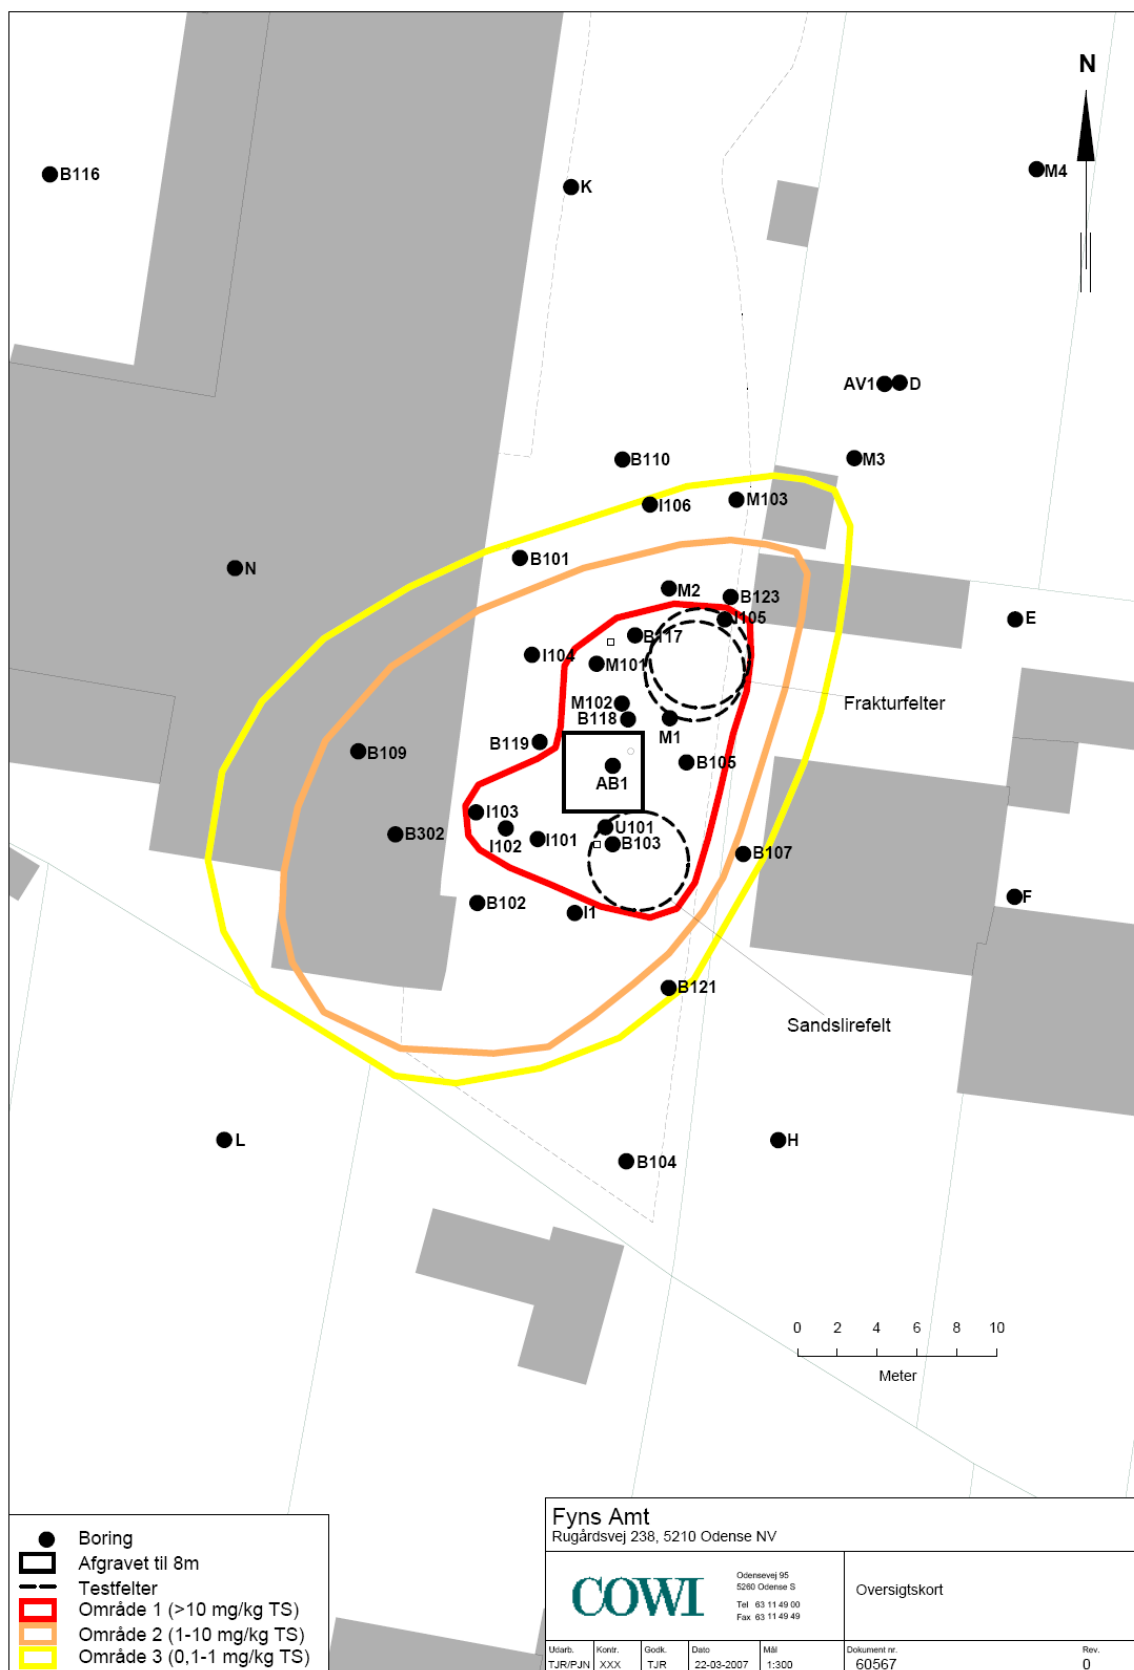 N
B116
K
M4
AV1
D
M3
B110
I106
M103
B101
N
M2
B123
I105
E
B117
I104
M101
Frakturfelter
M102
B118
M1
B119
B109
B105
AB1
I103
U101
B302
I102
I101
B103
B107
B102
I1
F
B121
Sandslirefelt
L
H
B104
0 2 4 6 8 10
Meter
Boring
Afgravet til 8m
Testfelter
Område 1 (>10 mg/kg TS)
Område 2 (1-10 mg/kg TS)
Område 3 (0,1-1 mg/kg TS)
Fyns Amt
Rugårdsvej 238, 5210 Odense NV
COWI
Odensevej 95
5260 Odense S
Tel 63 11 49 00
Fax 63 11 49 49
Oversigtskort
Udarb. Kontr. Godk. Dato Mål Dokument nr. Rev.
TJR/PJN XXX TJR 22-03-2007 1:300 60567 0